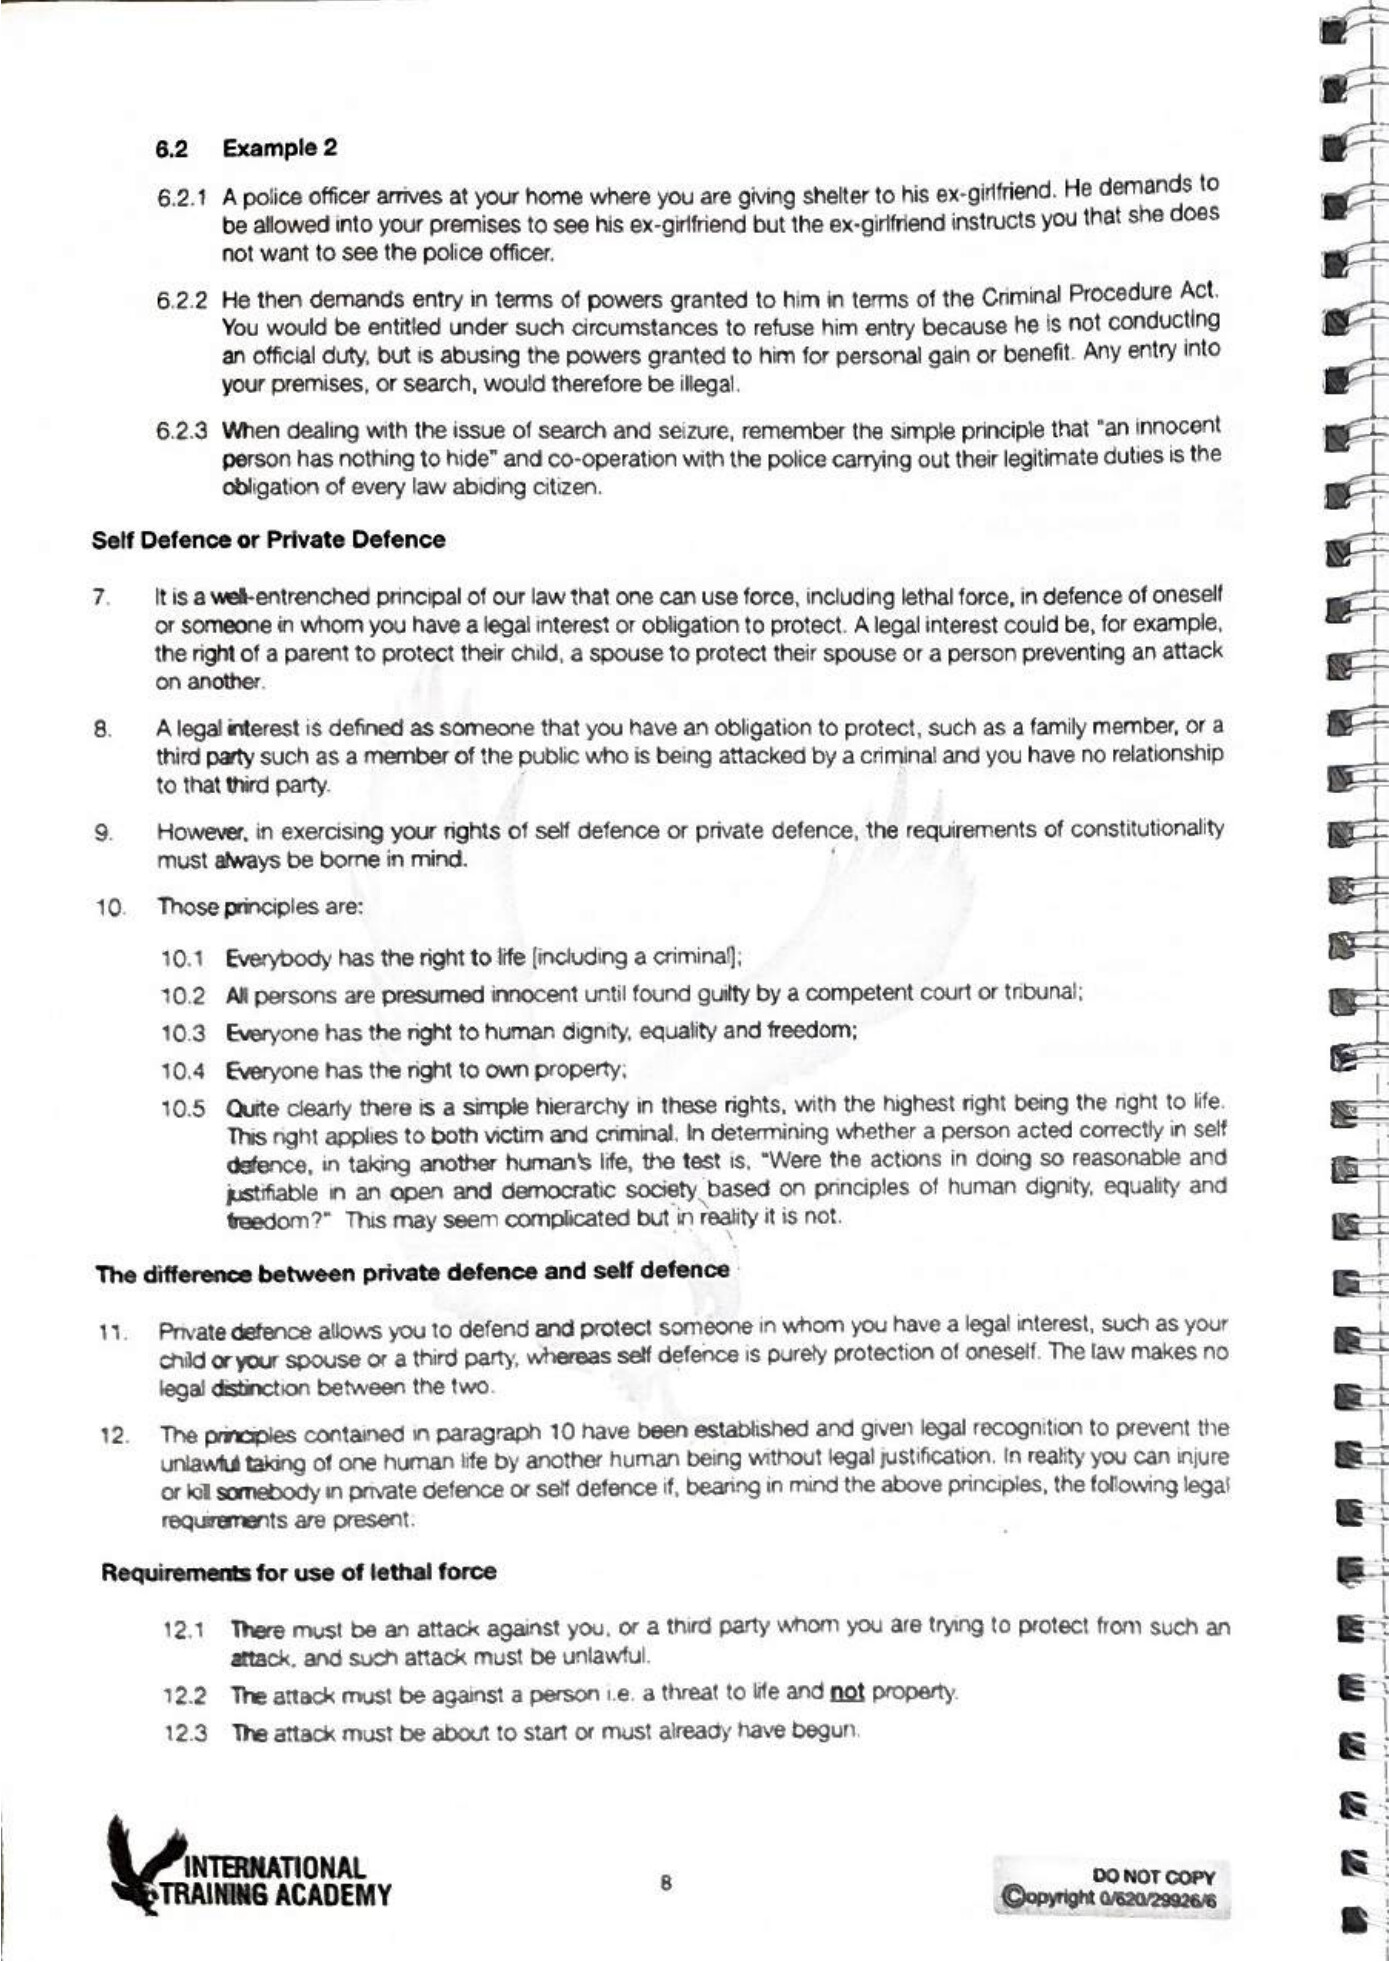 6.2 Example 2
6.2.1 A police officer arrives at your home where you are giving shelter to his ex-girlfriend. He demands to
be allowed into your premises to see his ex-girlfriend but the ex-girlfriend instructs you that she does
not want to see the police officer.
6.2.2 He then demands entry in terms of powers granted to him in terms of the Criminal Procedure Act.
You would be entitled under such circumstances to refuse him entry because he is not conducting
an official duty, but is abusing the powers granted to him for personal gain or benefit. Any entry into
your premises, or search, would therefore be illegal.
6.2.3 When dealing with the issue of search and seizure, remember the simple principle that "an innocent
person has nothing to hide" and co-operation with the police carrying out their legitimate duties is the
obligation of every law abiding citizen.
Self Defence or Private Defence
7. It is a well-entrenched principal of our law that one can use force, including lethal force, in defence of oneself
or someone in whom you have a legal interest or obligation to protect. A legal interest could be, for example,
the right of a parent to protect their child, a spouse to protect their spouse or a person preventing an attack
on another.
8. A legal interest is defined as someone that you have an obligation to protect, such as a family member, or a
third party such as a member of the public who is being attacked by a criminal and you have no relationship
to that third party.
9. However, in exercising your rights of self defence or private defence, the requirements of constitutionality
must always be borne in mind.
10. Those principles are:
10.1 Everybody has the right to life [including a criminal];
10.2 All persons are presumed innocent until found guilty by a competent court or tribunal;
10.3 Everyone has the right to human dignity, equality and freedom;
10.4 Everyone has the right to own property;
10.5 Quite clearly there is a simple hierarchy in these rights, with the highest right being the right to life.
This right applies to both victim and criminal. In determining whether a person acted correctly in self
defence, in taking another human's life, the test is, "Were the actions in doing so reasonable and
justifiable in an open and democratic society based on principles of human dignity, equality and
freedom?" This may seem complicated but in reality it is not.
The difference between private defence and self defence
11. Private defence allows you to defend and protect someone in whom you have a legal interest, such as your
child or your spouse or a third party, whereas self defence is purely protection of oneself. The law makes no
legal distinction between the two.
12. The principles contained in paragraph 10 have been established and given legal recognition to prevent the
unlawful taking of one human life by another human being without legal justification. In reality you can injure
or kill somebody in private defence or self defence if, bearing in mind the above principles, the following legal
requirements are present:
Requirements for use of lethal force
12.1 There must be an attack against you, or a third party whom you are trying to protect from such an
attack, and such attack must be unlawful.
12.2 The attack must be against a person i.e. a threat to life and not property.
12.3 The attack must be about to start or must already have begun.
INTERNATIONAL
TRAINING ACADEMY
8
DO NOT COPY
©opyright 0/620/29926/6